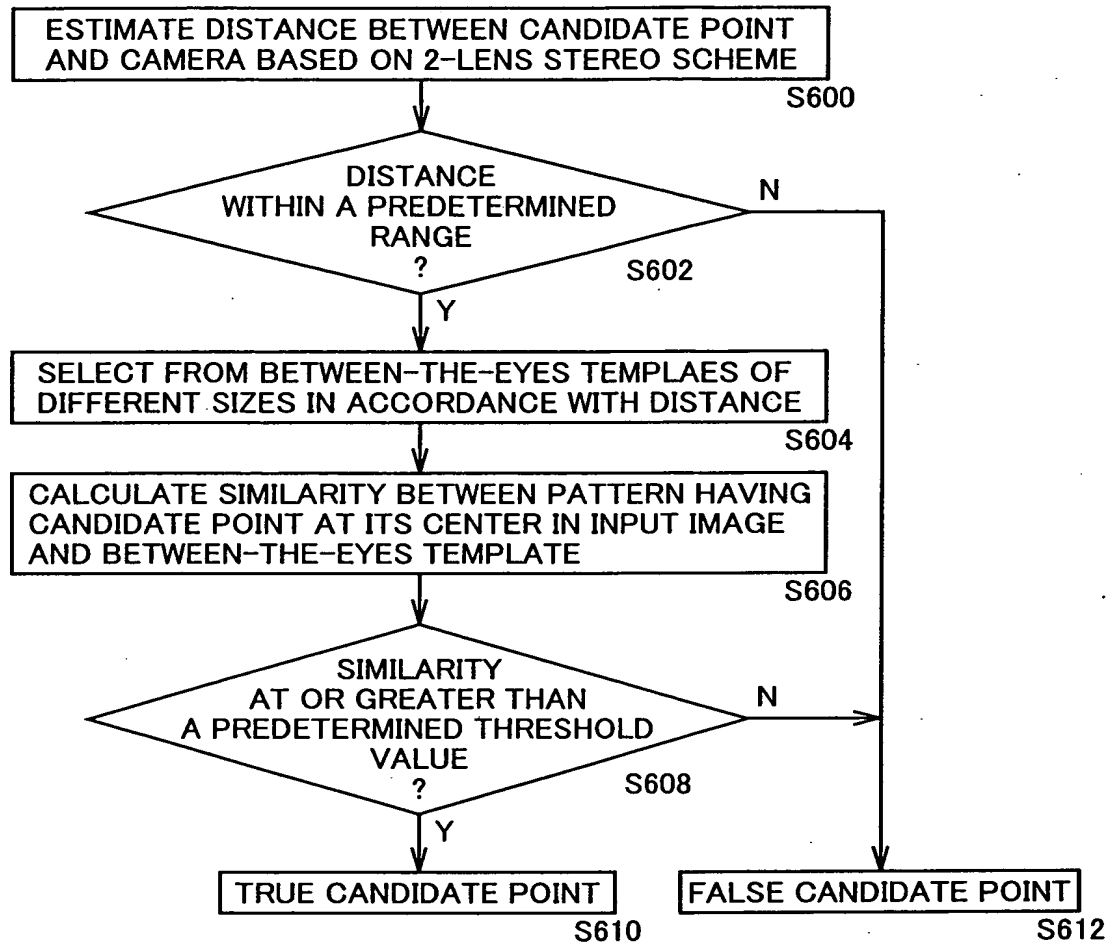 ESTIMATE DISTANCE BETWEEN CANDIDATE POINT
AND CAMERA BASED ON 2-LENS STEREO SCHEME
S600
DISTANCE
WITHIN A PREDETERMINED
RANGE
?
N
S602
Y
SELECT FROM BETWEEN-THE-EYES TEMPLAES OF
DIFFERENT SIZES IN ACCORDANCE WITH DISTANCE
S604
CALCULATE SIMILARITY BETWEEN PATTERN HAVING
CANDIDATE POINT AT ITS CENTER IN INPUT IMAGE
AND BETWEEN-THE-EYES TEMPLATE
S606
SIMILARITY
AT OR GREATER THAN
A PREDETERMINED THRESHOLD
VALUE
?
N
S608
Y
TRUE CANDIDATE POINT
S610
FALSE CANDIDATE POINT
S612